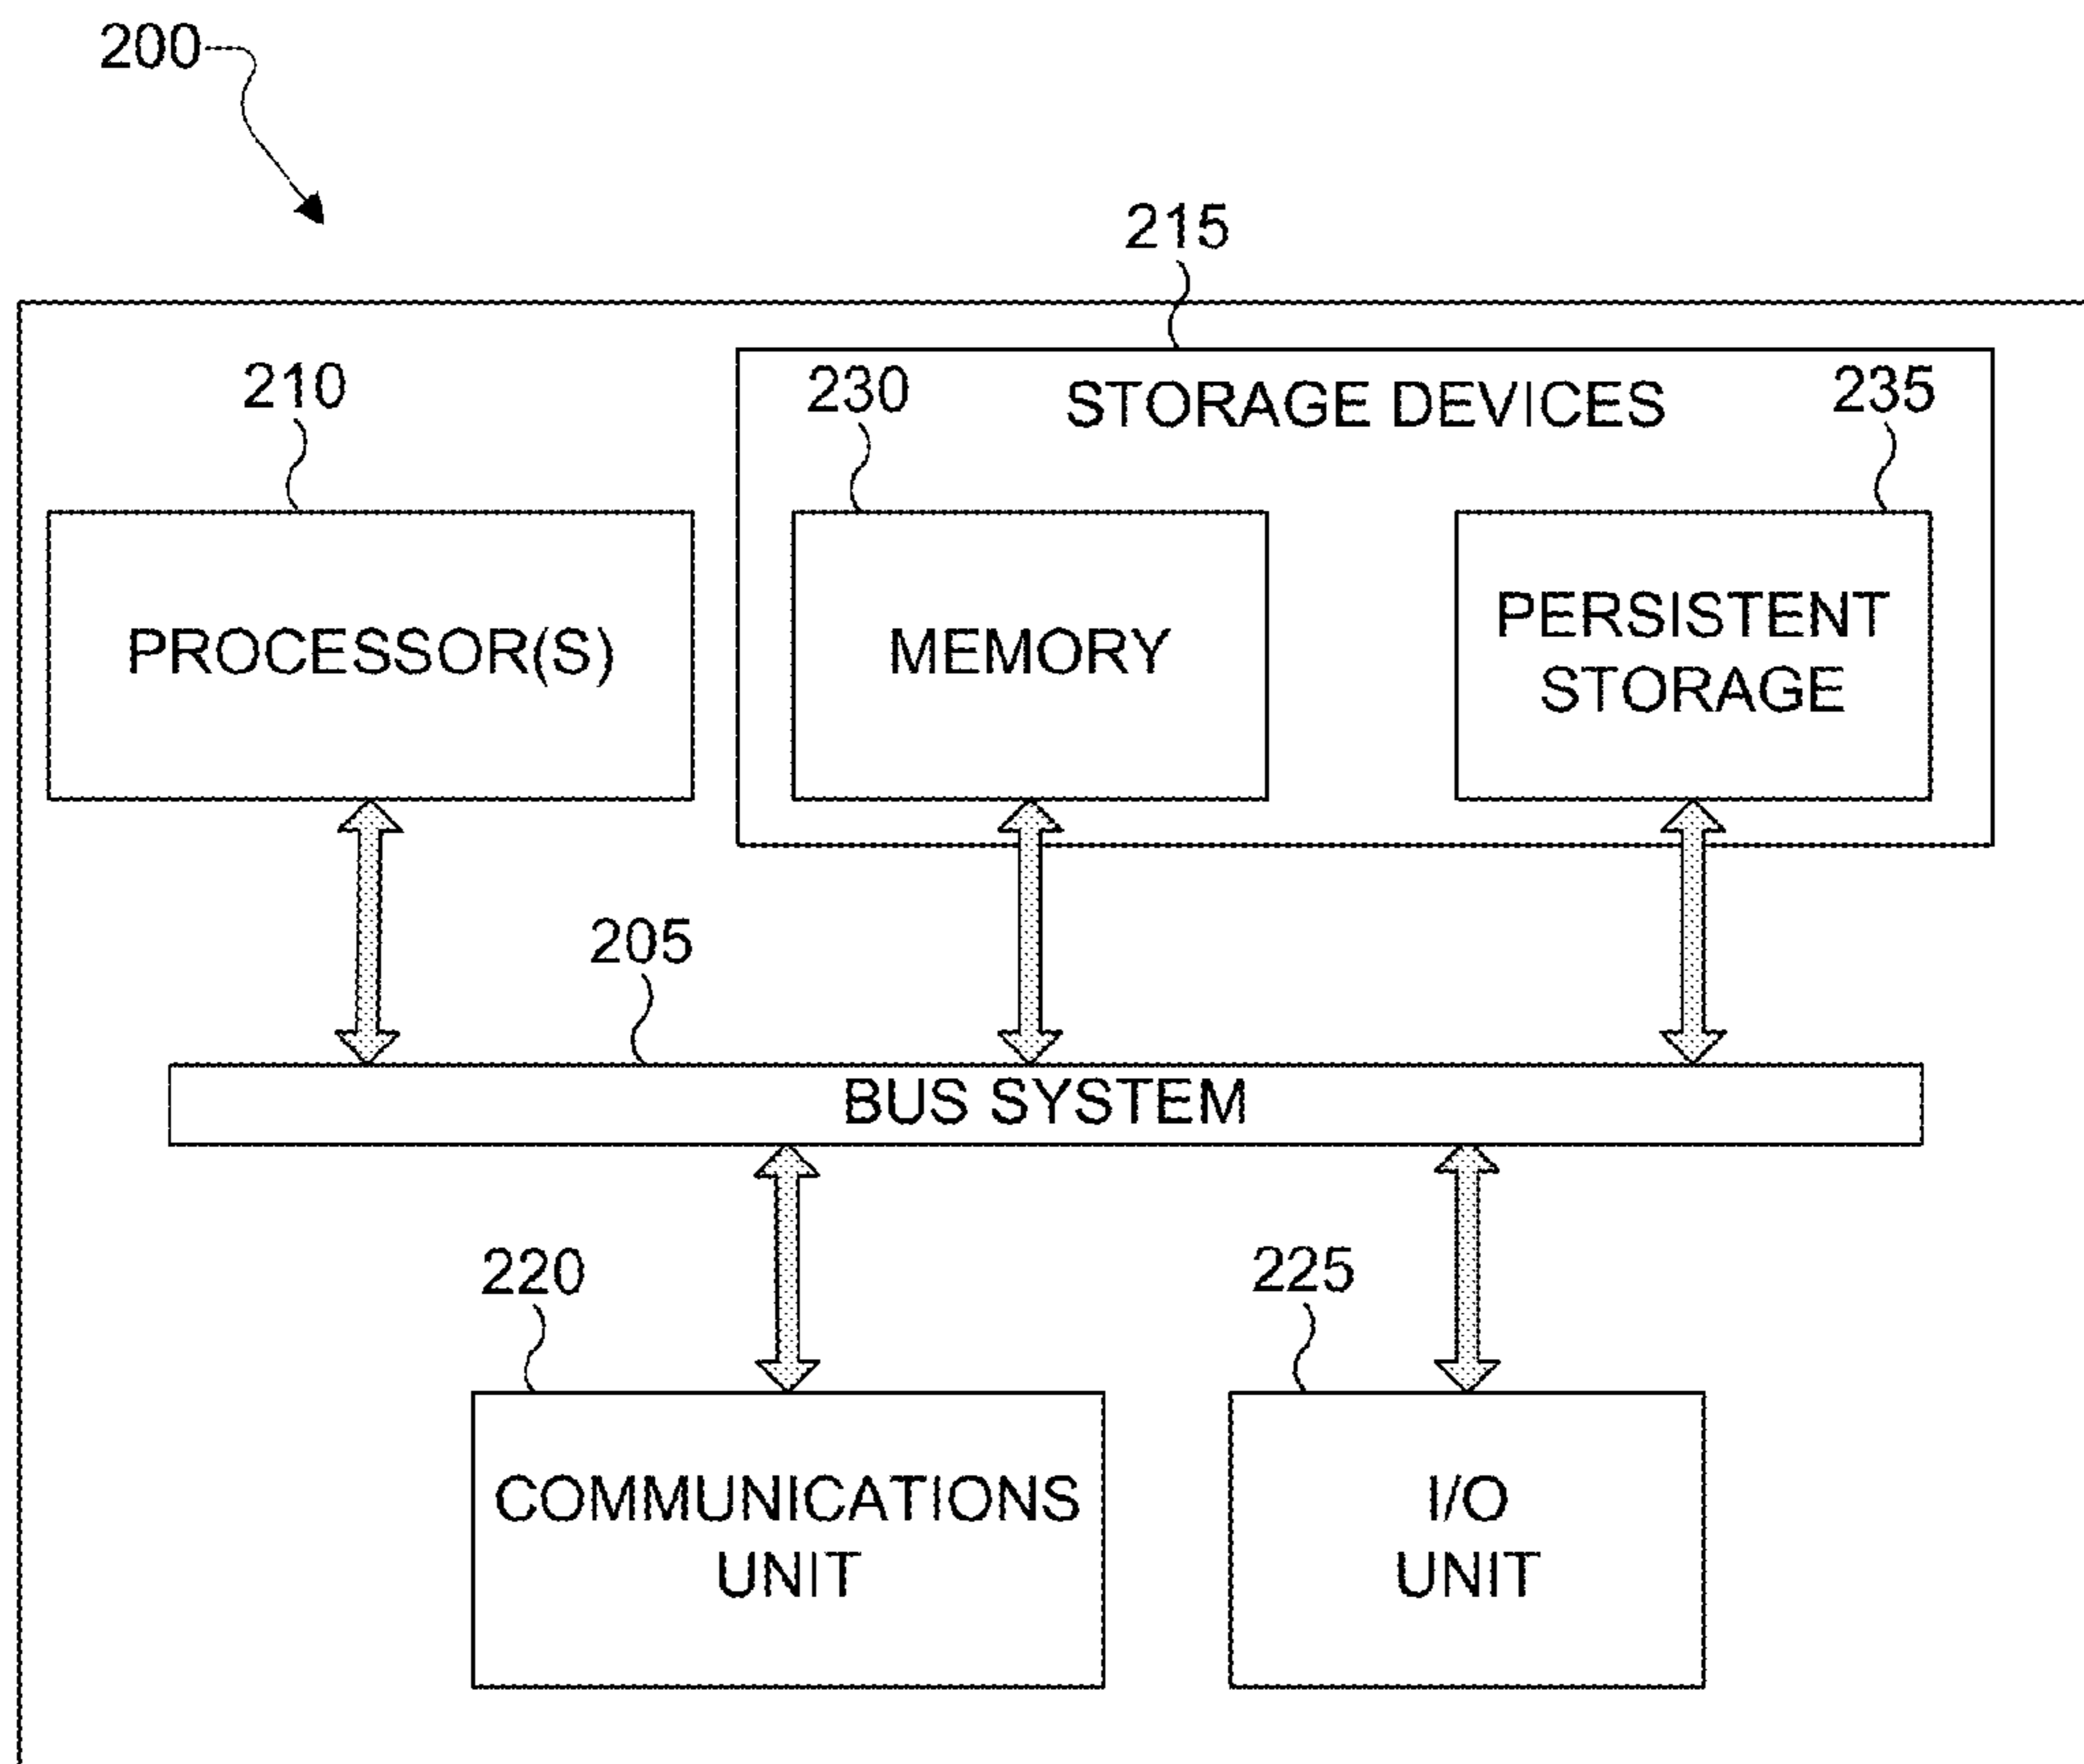 200
215
210
230
STORAGE DEVICES
235
PROCESSOR(S)
MEMORY
PERSISTENT
STORAGE
205
BUS SYSTEM
220
225
COMMUNICATIONS
UNIT
I/O
UNIT